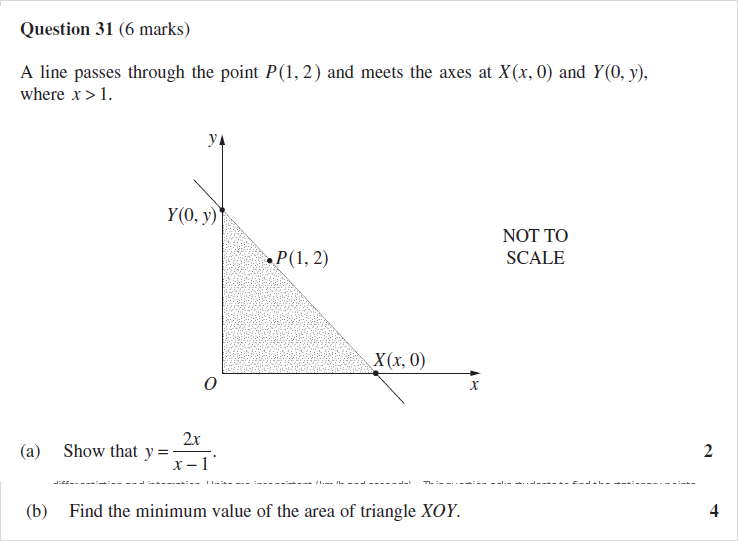 Question 31 (6 marks)
A line passes through the point P(1, 2) and meets the axes at X(x, 0) and Y(0, y),
where x > 1.
y
Y(0, y)
P(1, 2)
NOT TO
SCALE
X(x, 0)
O
x
(a) Show that y = 2x / x − 1. 2
(b) Find the minimum value of the area of triangle XOY. 4